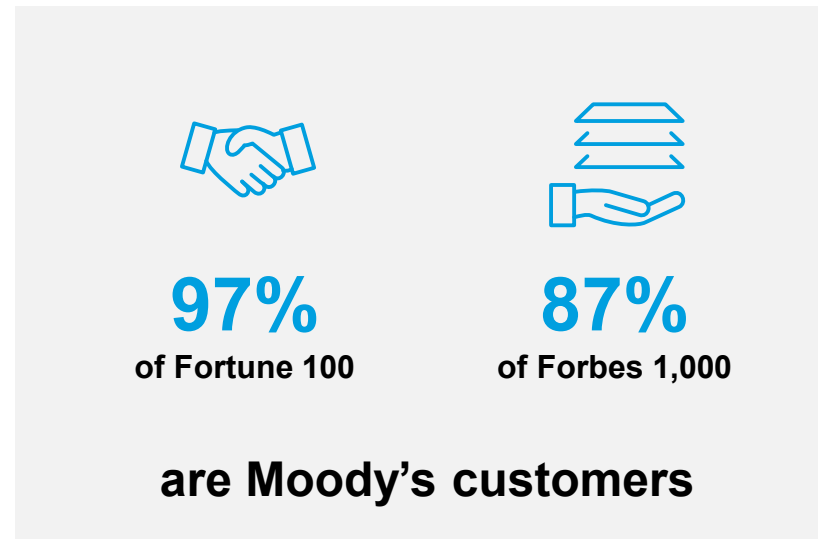 97%
of Fortune 100
87%
of Forbes 1,000
are Moody’s customers